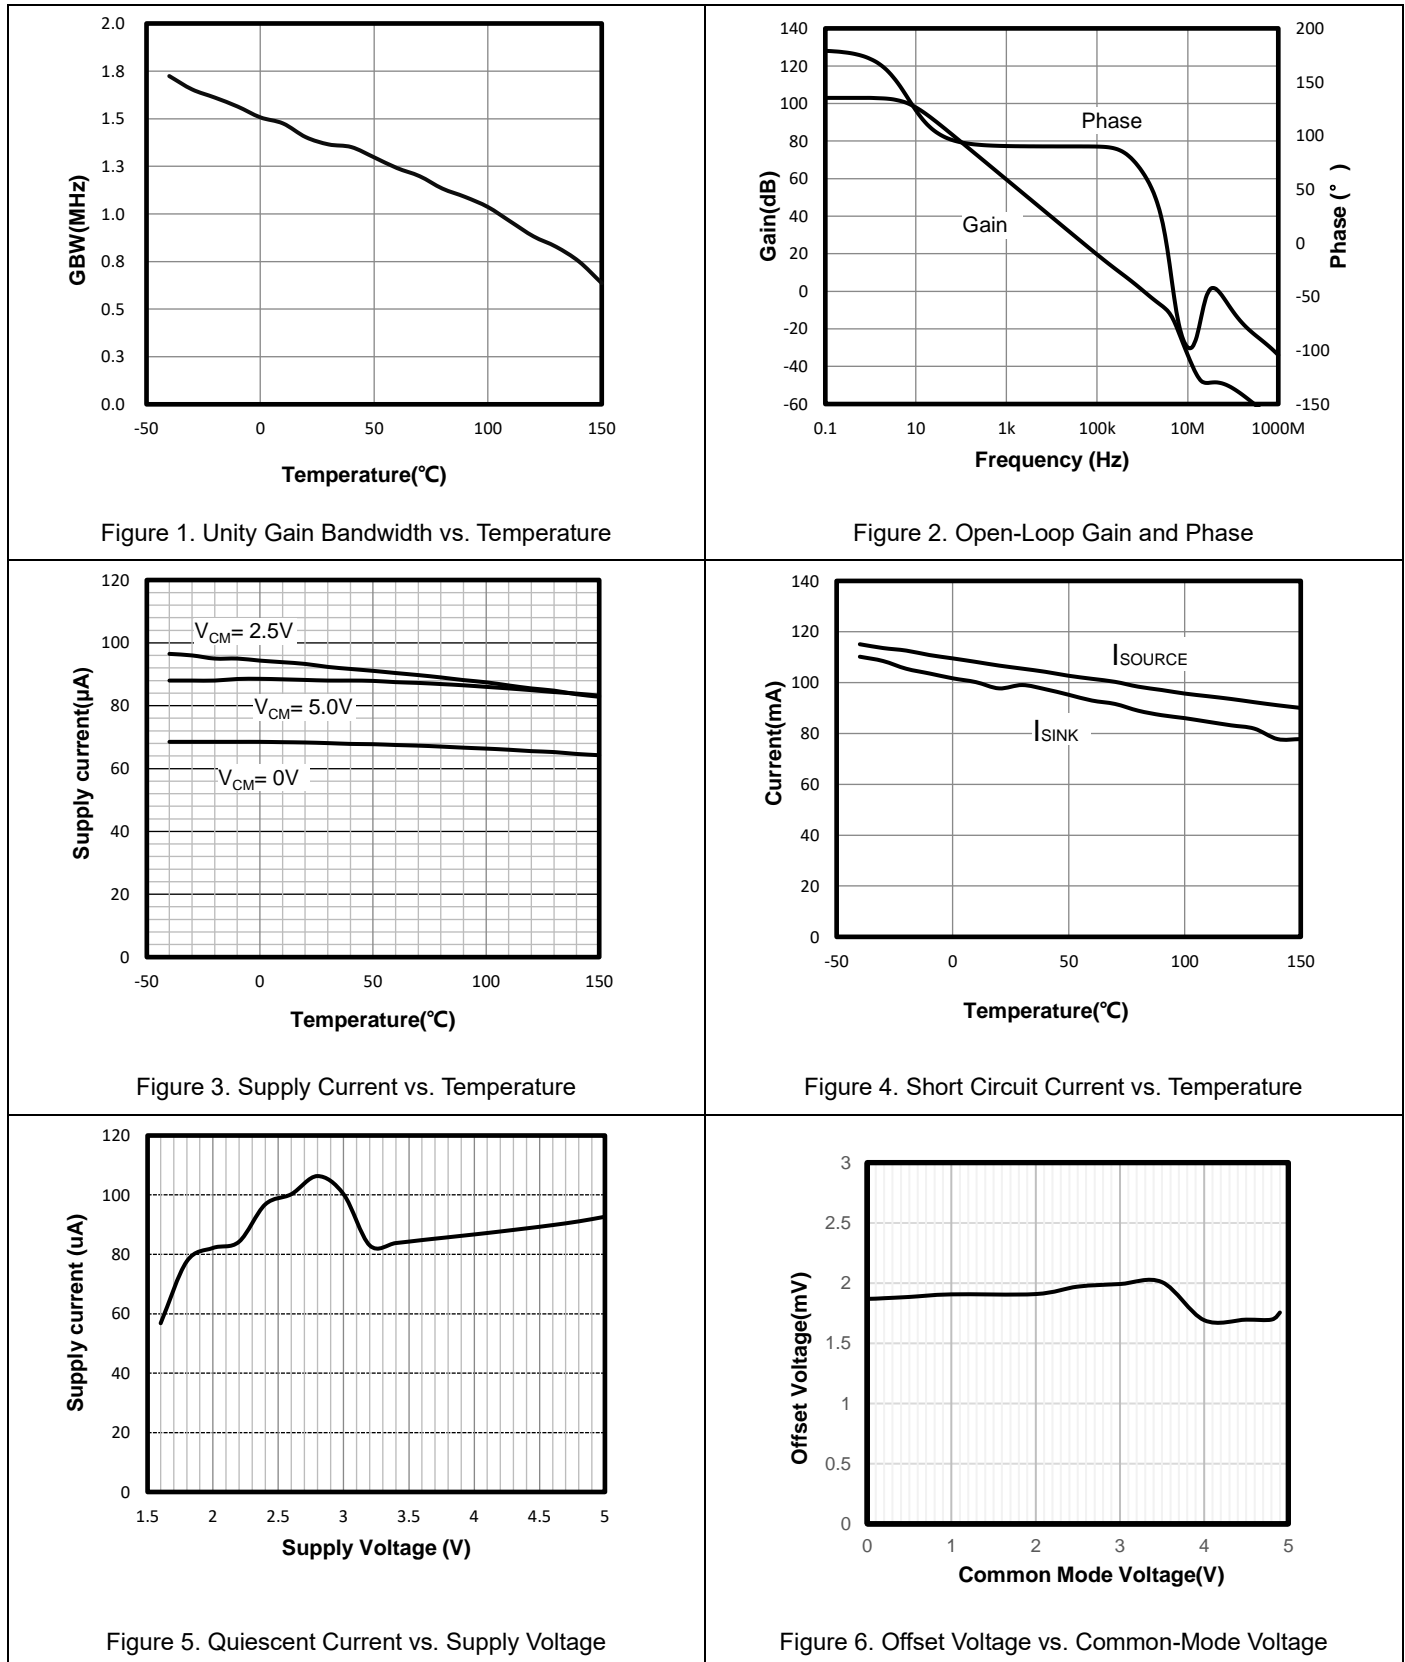 2.0
1.8
1.5
1.3
1.0
0.8
0.5
0.3
0.0
GBW(MHz)
-50 0 50 100 150
Temperature(℃)
Figure 1. Unity Gain Bandwidth vs. Temperature
140
120
100
80
60
40
20
0
-20
-40
-60
Gain(dB)
Phase
Gain
200
150
100
50
0
-50
-100
-150
Phase (° )
0.1 10 1k 100k 10M 1000M
Frequency (Hz)
Figure 2. Open-Loop Gain and Phase
120
100
80
60
40
20
0
Supply current(μA)
VCM= 2.5V
VCM= 5.0V
VCM= 0V
-50 0 50 100 150
Temperature(℃)
Figure 3. Supply Current vs. Temperature
140
120
100
80
60
40
20
0
Current(mA)
ISOURCE
ISINK
-50 0 50 100 150
Temperature(℃)
Figure 4. Short Circuit Current vs. Temperature
120
100
80
60
40
20
0
Supply current (uA)
1.5 2 2.5 3 3.5 4 4.5 5
Supply Voltage (V)
Figure 5. Quiescent Current vs. Supply Voltage
3
2.5
2
1.5
1
0.5
0
Offset Voltage(mV)
0 1 2 3 4 5
Common Mode Voltage(V)
Figure 6. Offset Voltage vs. Common-Mode Voltage